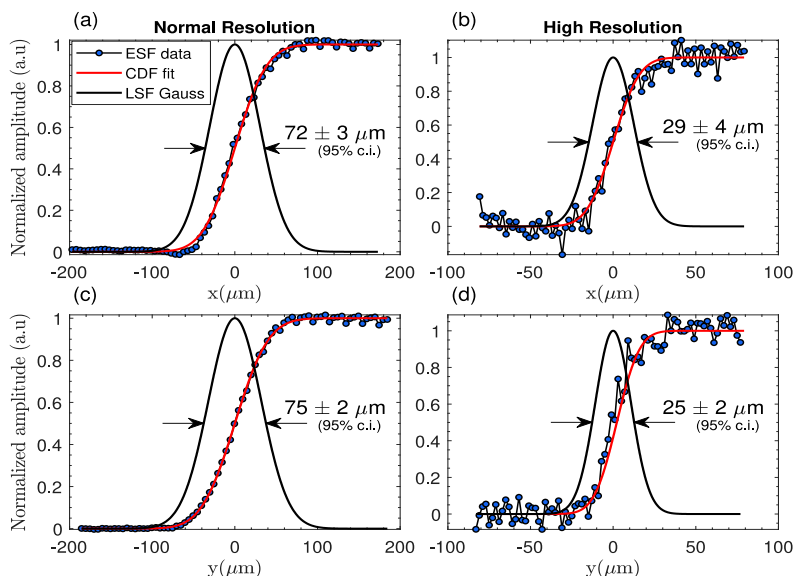 (a) Normal Resolution
(b) High Resolution
Normalized amplitude (a.u)
1
0.8
0.6
0.4
0.2
0
ESF data
CDF fit
LSF Gauss
72 ± 3 μm
(95% c.i.)
-200 -100 0 100 200
x(μm)
1
0.8
0.6
0.4
0.2
0
29 ± 4 μm
(95% c.i.)
-100 -50 0 50 100
x(μm)
(c)
Normalized amplitude (a.u)
1
0.8
0.6
0.4
0.2
0
75 ± 2 μm
(95% c.i.)
-200 -100 0 100 200
y(μm)
(d)
1
0.8
0.6
0.4
0.2
0
25 ± 2 μm
(95% c.i.)
-100 -50 0 50 100
y(μm)